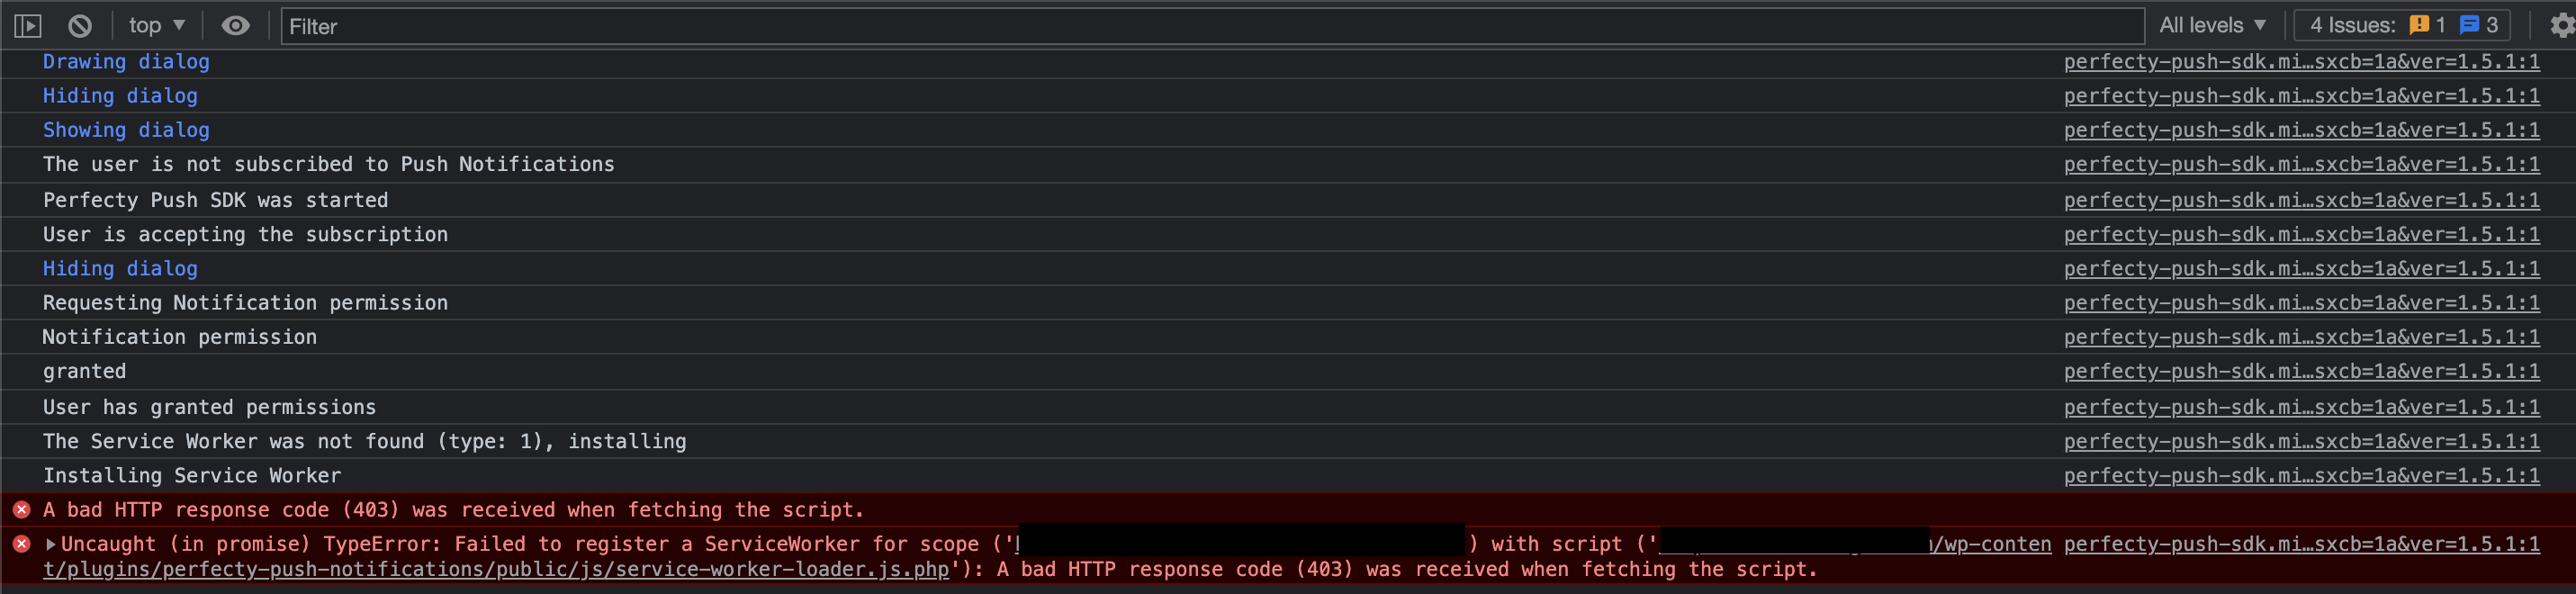 top ▼ Filter All levels ▼ 4 Issues: 1 3
Drawing dialog perfecty-push-sdk.mi…sxcb=1a&ver=1.5.1:1
Hiding dialog perfecty-push-sdk.mi…sxcb=1a&ver=1.5.1:1
Showing dialog perfecty-push-sdk.mi…sxcb=1a&ver=1.5.1:1
The user is not subscribed to Push Notifications perfecty-push-sdk.mi…sxcb=1a&ver=1.5.1:1
Perfecty Push SDK was started perfecty-push-sdk.mi…sxcb=1a&ver=1.5.1:1
User is accepting the subscription perfecty-push-sdk.mi…sxcb=1a&ver=1.5.1:1
Hiding dialog perfecty-push-sdk.mi…sxcb=1a&ver=1.5.1:1
Requesting Notification permission perfecty-push-sdk.mi…sxcb=1a&ver=1.5.1:1
Notification permission perfecty-push-sdk.mi…sxcb=1a&ver=1.5.1:1
granted perfecty-push-sdk.mi…sxcb=1a&ver=1.5.1:1
User has granted permissions perfecty-push-sdk.mi…sxcb=1a&ver=1.5.1:1
The Service Worker was not found (type: 1), installing perfecty-push-sdk.mi…sxcb=1a&ver=1.5.1:1
Installing Service Worker perfecty-push-sdk.mi…sxcb=1a&ver=1.5.1:1
A bad HTTP response code (403) was received when fetching the script.
Uncaught (in promise) TypeError: Failed to register a ServiceWorker for scope (' ) with script (' /wp-conten perfecty-push-sdk.mi…sxcb=1a&ver=1.5.1:1
t/plugins/perfecty-push-notifications/public/js/service-worker-loader.js.php'): A bad HTTP response code (403) was received when fetching the script.